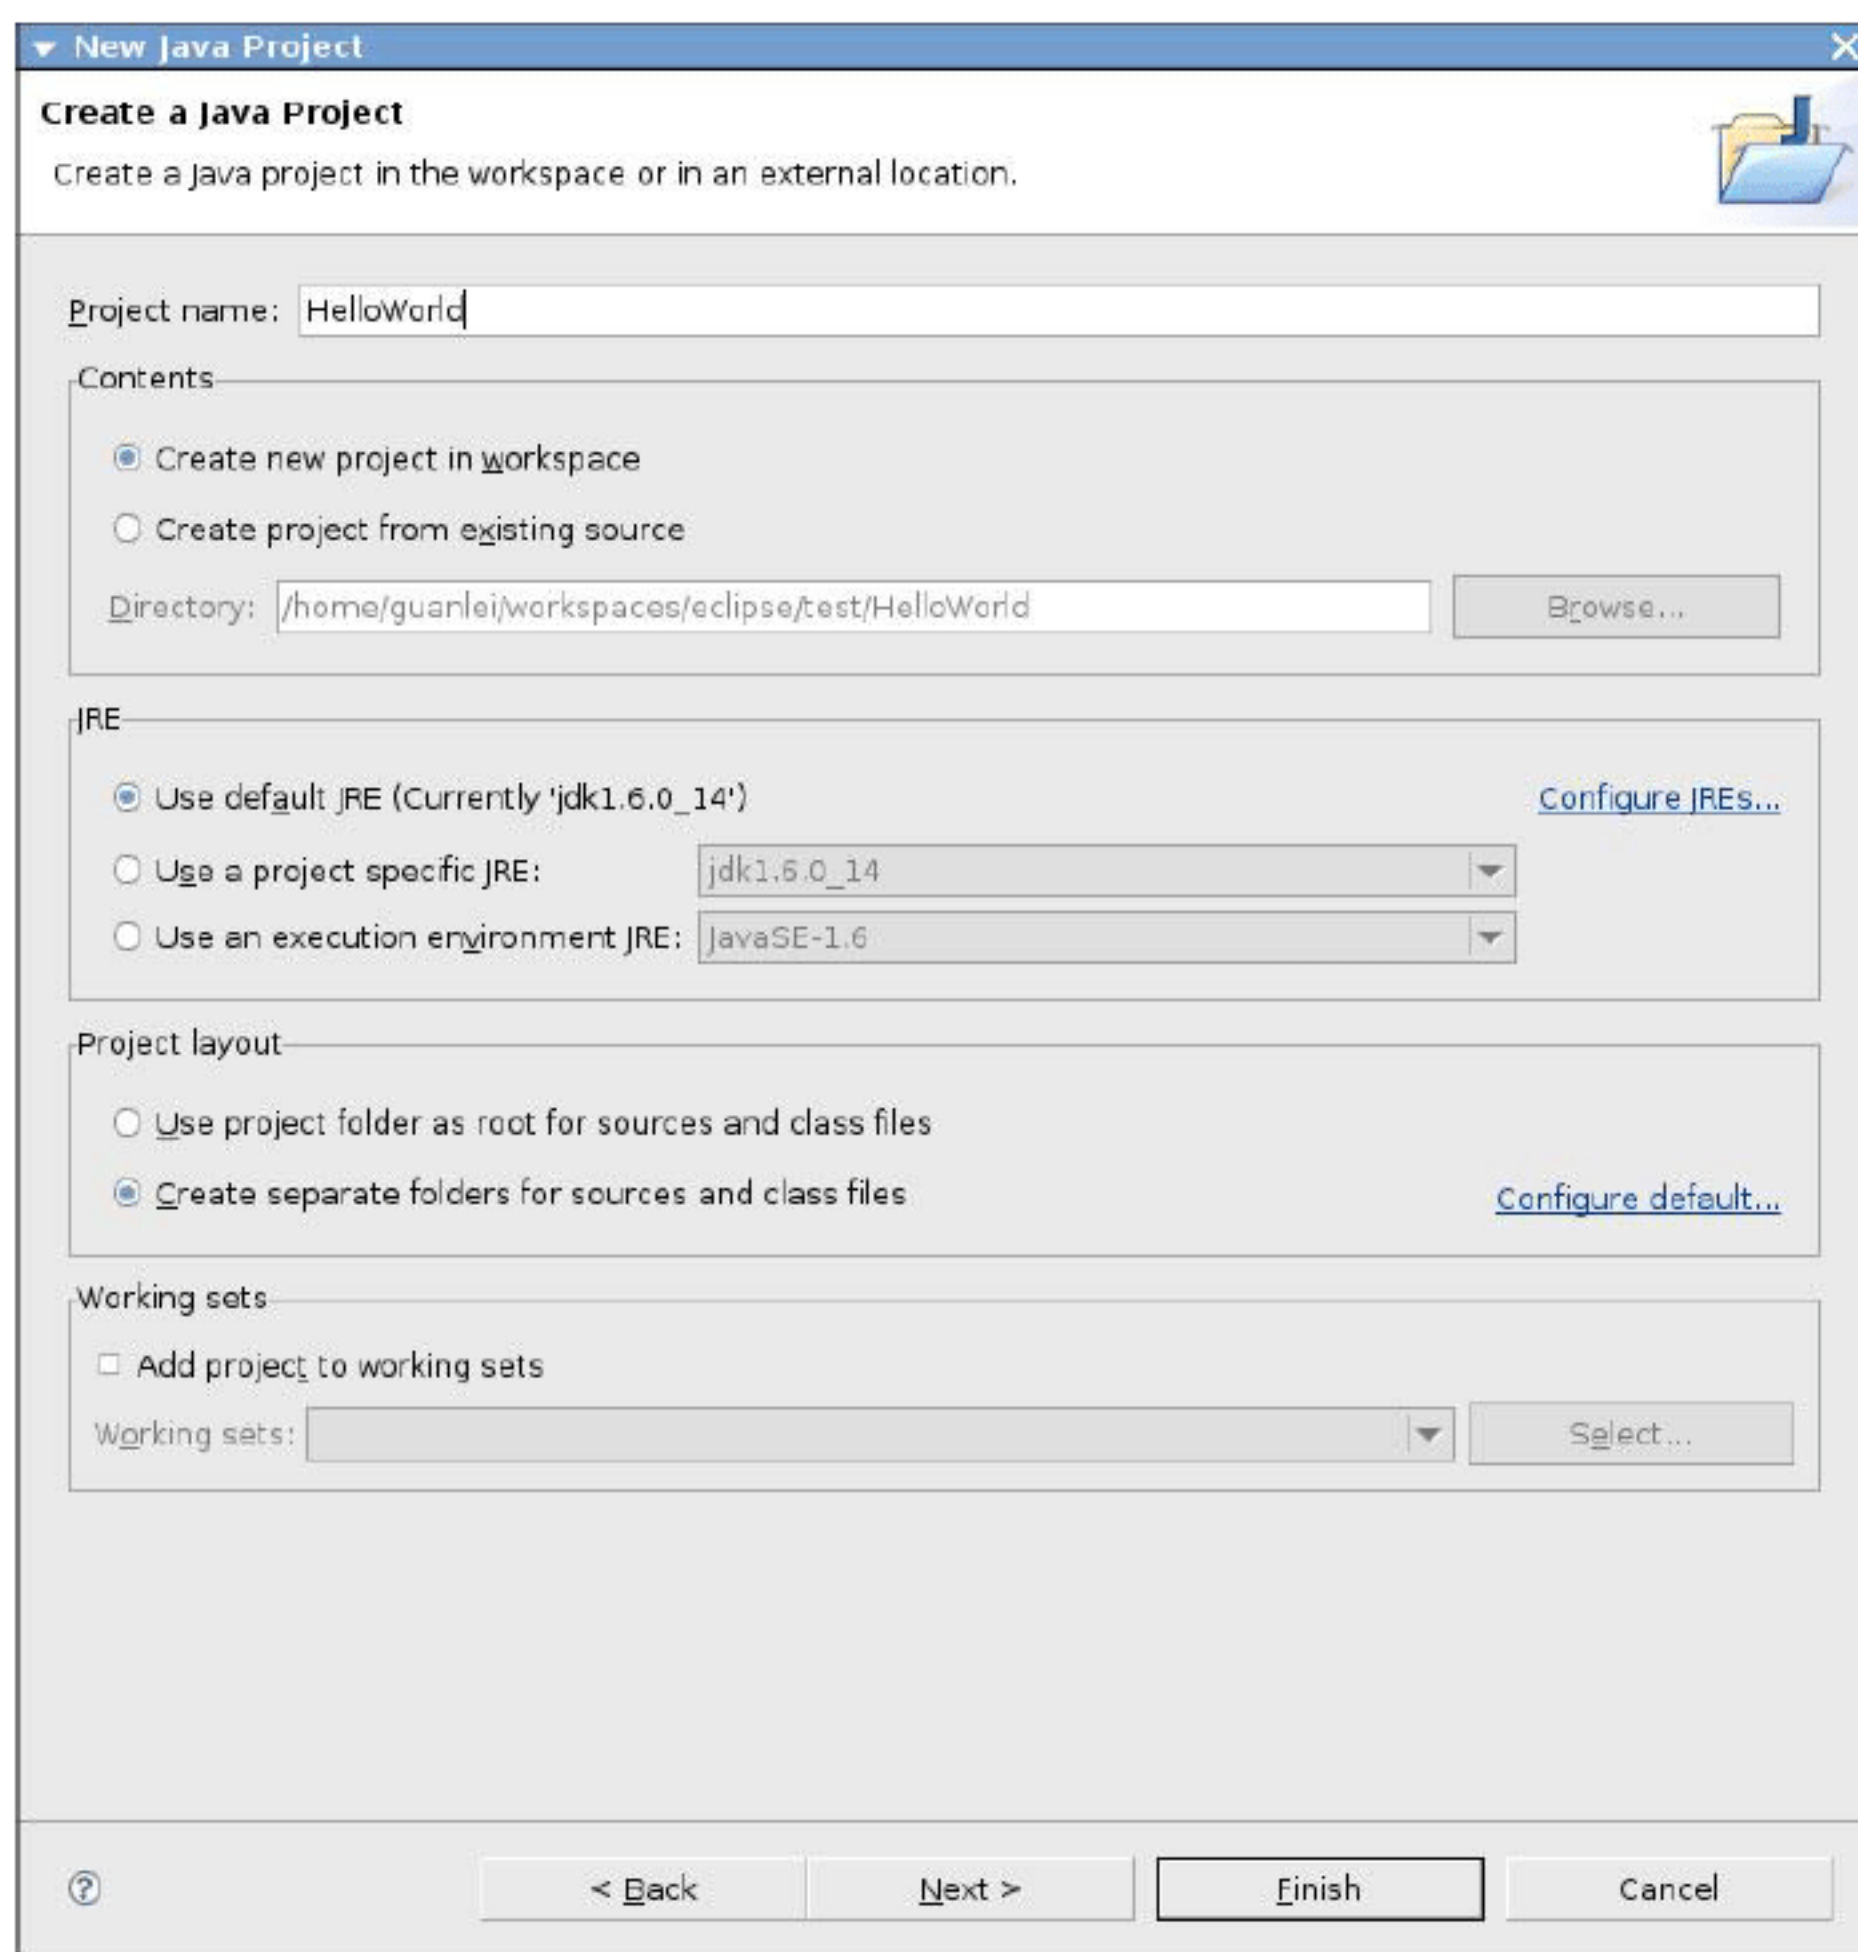 New Java Project
Create a Java Project
Create a Java project in the workspace or in an external location.
Project name: HelloWorld
Contents
Create new project in workspace
Create project from existing source
Directory: /home/guanlei/workspaces/eclipse/test/HelloWorld Browse...
JRE
Use default JRE (Currently 'jdk1.6.0_14') Configure JREs...
Use a project specific JRE: jdk1.6.0_14
Use an execution environment JRE: JavaSE-1.6
Project layout
Use project folder as root for sources and class files
Create separate folders for sources and class files Configure default...
Working sets
Add project to working sets
Working sets: Select...
? < Back Next > Finish Cancel